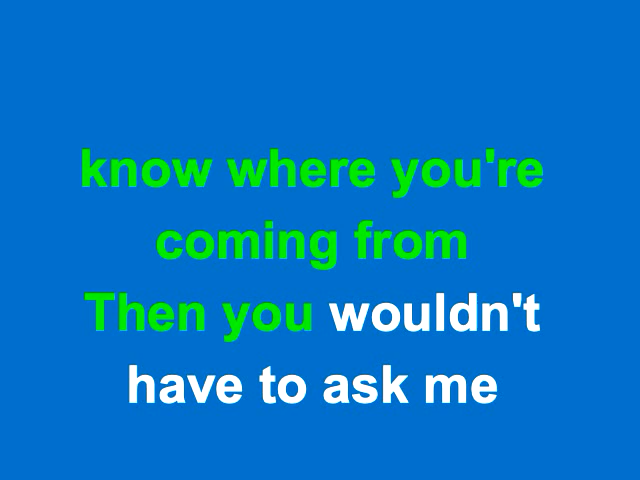 know where you're
coming from
Then you wouldn't
have to ask me